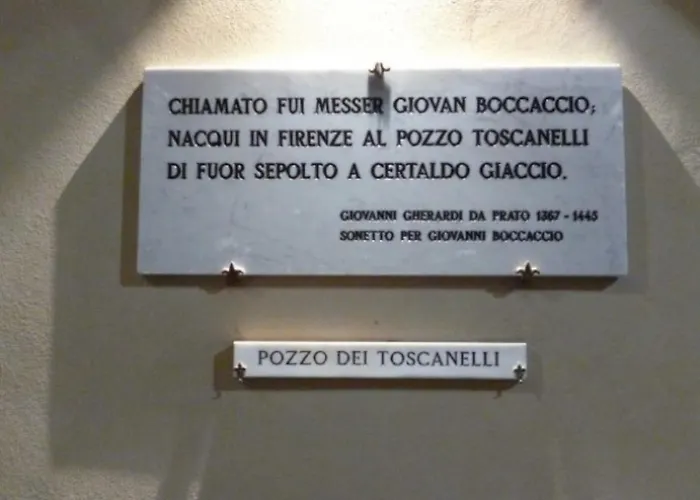 CHIAMATO FUI MESSER GIOVAN BOCCACCIO;
NACQUI IN FIRENZE AL POZZO TOSCANELLI
DI FUOR SEPOLTO A CERTALDO GIACCIO.
GIOVANNI GHERARDI DA PRATO 1367 - 1445
SONETTO PER GIOVANNI BOCCACCIO
POZZO DEI TOSCANELLI